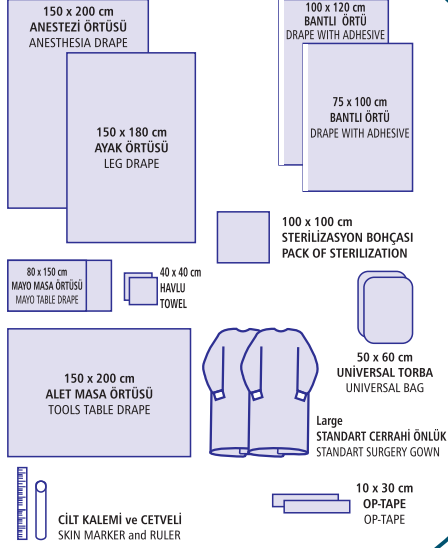 150 x 200 cm
ANESTEZİ ÖRTÜSÜ
ANESTHESIA DRAPE
100 x 120 cm
BANTLI ÖRTÜ
DRAPE WITH ADHESIVE
75 x 100 cm
BANTLI ÖRTÜ
DRAPE WITH ADHESIVE
150 x 180 cm
AYAK ÖRTÜSÜ
LEG DRAPE
100 x 100 cm
STERİLİZASYON BOHÇASI
PACK OF STERILIZATION
80 x 150 cm
MAYO MASA ÖRTÜSÜ
MAYO TABLE DRAPE
40 x 40 cm
HAVLU
TOWEL
50 x 60 cm
UNİVERSAL TORBA
UNIVERSAL BAG
150 x 200 cm
ALET MASA ÖRTÜSÜ
TOOLS TABLE DRAPE
Large
STANDART CERRAHİ ÖNLÜK
STANDART SURGERY GOWN
10 x 30 cm
OP-TAPE
OP-TAPE
CİLT KALEMİ ve CETVELİ
SKIN MARKER and RULER